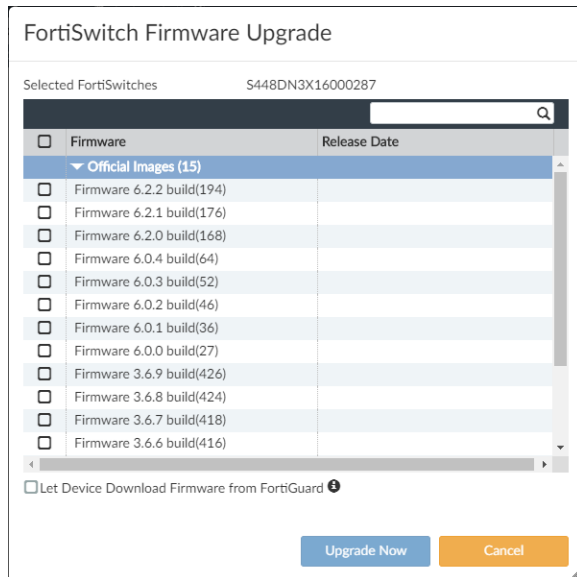 FortiSwitch Firmware Upgrade
Selected FortiSwitches S448DN3X16000287
Firmware Release Date
Official Images (15)
Firmware 6.2.2 build(194)
Firmware 6.2.1 build(176)
Firmware 6.2.0 build(168)
Firmware 6.0.4 build(64)
Firmware 6.0.3 build(52)
Firmware 6.0.2 build(46)
Firmware 6.0.1 build(36)
Firmware 6.0.0 build(27)
Firmware 3.6.9 build(426)
Firmware 3.6.8 build(424)
Firmware 3.6.7 build(418)
Firmware 3.6.6 build(416)
Let Device Download Firmware from FortiGuard
Upgrade Now Cancel